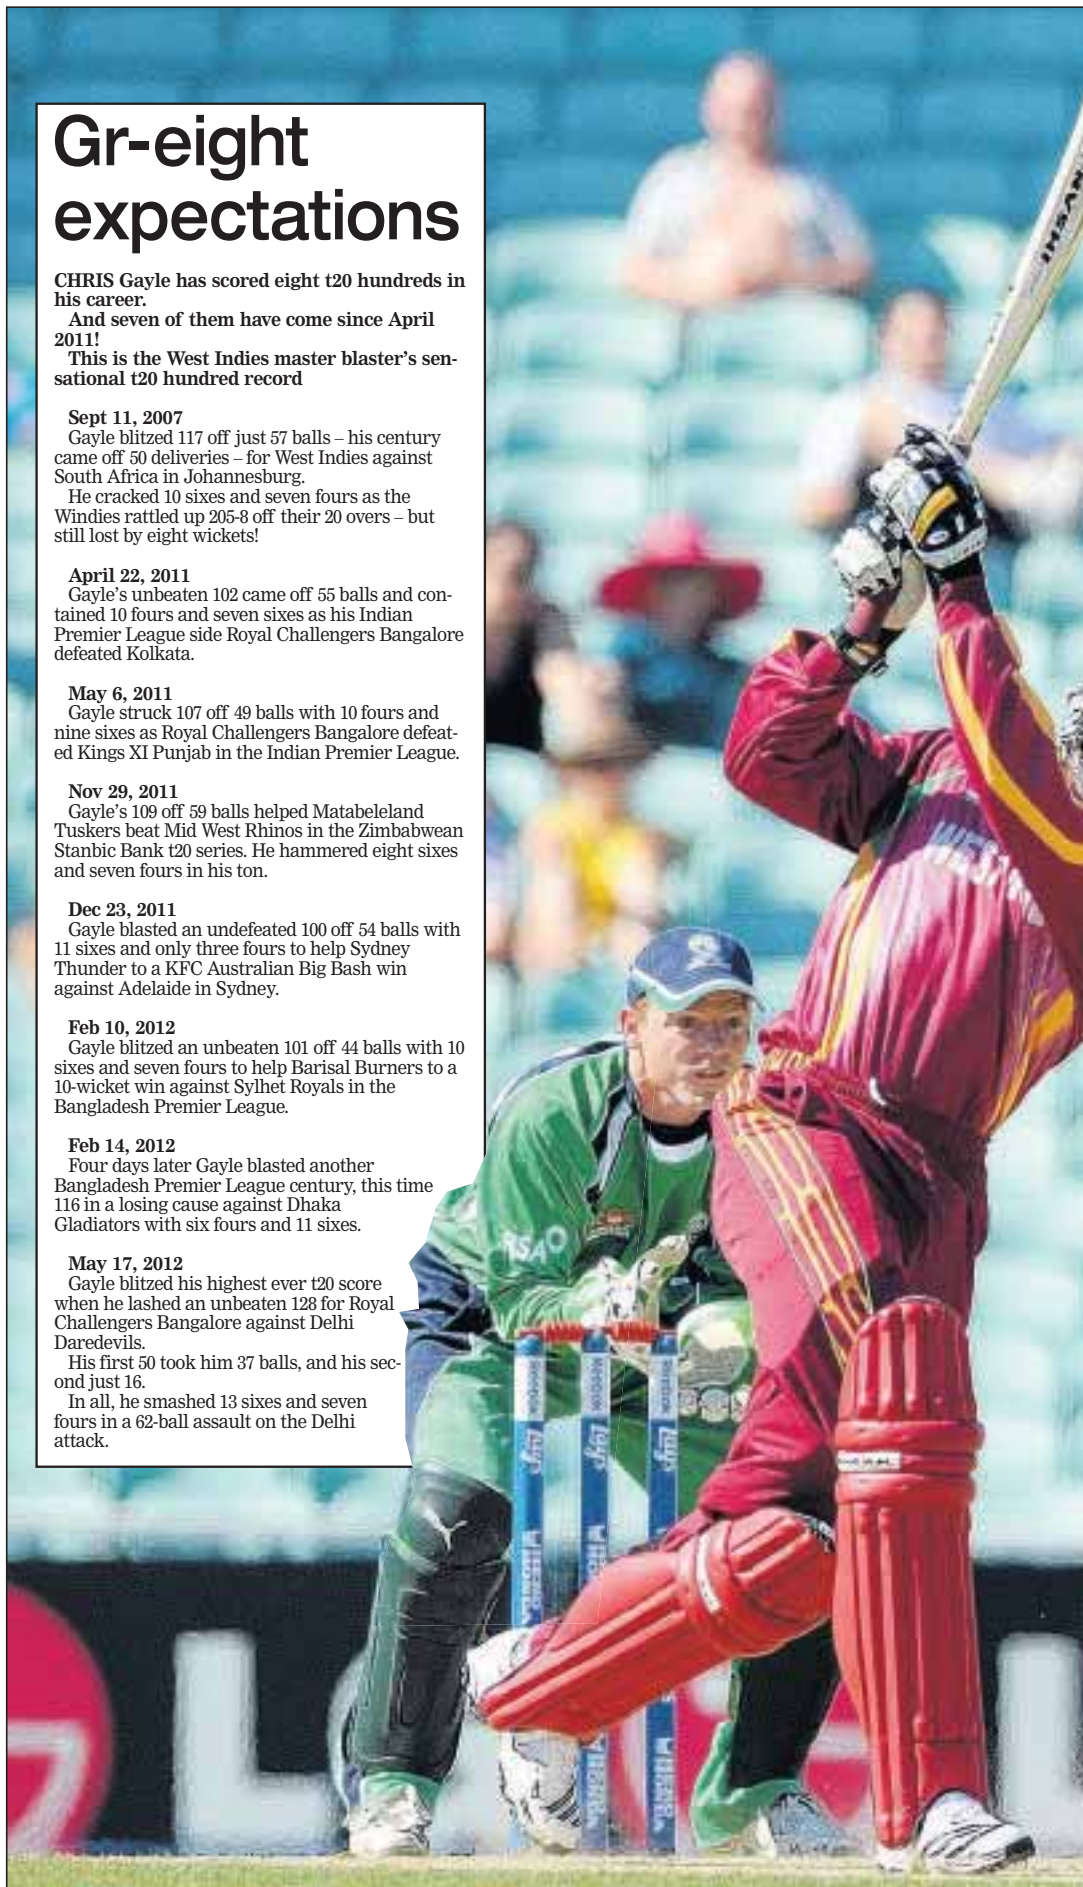 Gr-eight
expectations
CHRIS Gayle has scored eight t20 hundreds in
his career.
And seven of them have come since April
2011!
This is the West Indies master blaster's sen-
sational t20 hundred record
Sept 11, 2007
Gayle blitzed 117 off just 57 balls – his century
came off 50 deliveries – for West Indies against
South Africa in Johannesburg.
He cracked 10 sixes and seven fours as the
Windies rattled up 205-8 off their 20 overs – but
still lost by eight wickets!
April 22, 2011
Gayle's unbeaten 102 came off 55 balls and con-
tained 10 fours and seven sixes as his Indian
Premier League side Royal Challengers Bangalore
defeated Kolkata.
May 6, 2011
Gayle struck 107 off 49 balls with 10 fours and
nine sixes as Royal Challengers Bangalore defeat-
ed Kings XI Punjab in the Indian Premier League.
Nov 29, 2011
Gayle's 109 off 59 balls helped Matabeleland
Tuskers beat Mid West Rhinos in the Zimbabwean
Stanbic Bank t20 series. He hammered eight sixes
and seven fours in his ton.
Dec 23, 2011
Gayle blasted an undefeated 100 off 54 balls with
11 sixes and only three fours to help Sydney
Thunder to a KFC Australian Big Bash win
against Adelaide in Sydney.
Feb 10, 2012
Gayle blitzed an unbeaten 101 off 44 balls with 10
sixes and seven fours to help Barisal Burners to a
10-wicket win against Sylhet Royals in the
Bangladesh Premier League.
Feb 14, 2012
Four days later Gayle blasted another
Bangladesh Premier League century, this time
116 in a losing cause against Dhaka
Gladiators with six fours and 11 sixes.
May 17, 2012
Gayle blitzed his highest ever t20 score
when he lashed an unbeaten 128 for Royal
Challengers Bangalore against Delhi
Daredevils.
His first 50 took him 37 balls, and his sec-
ond just 16.
In all, he smashed 13 sixes and seven
fours in a 62-ball assault on the Delhi
attack.
IHSAN